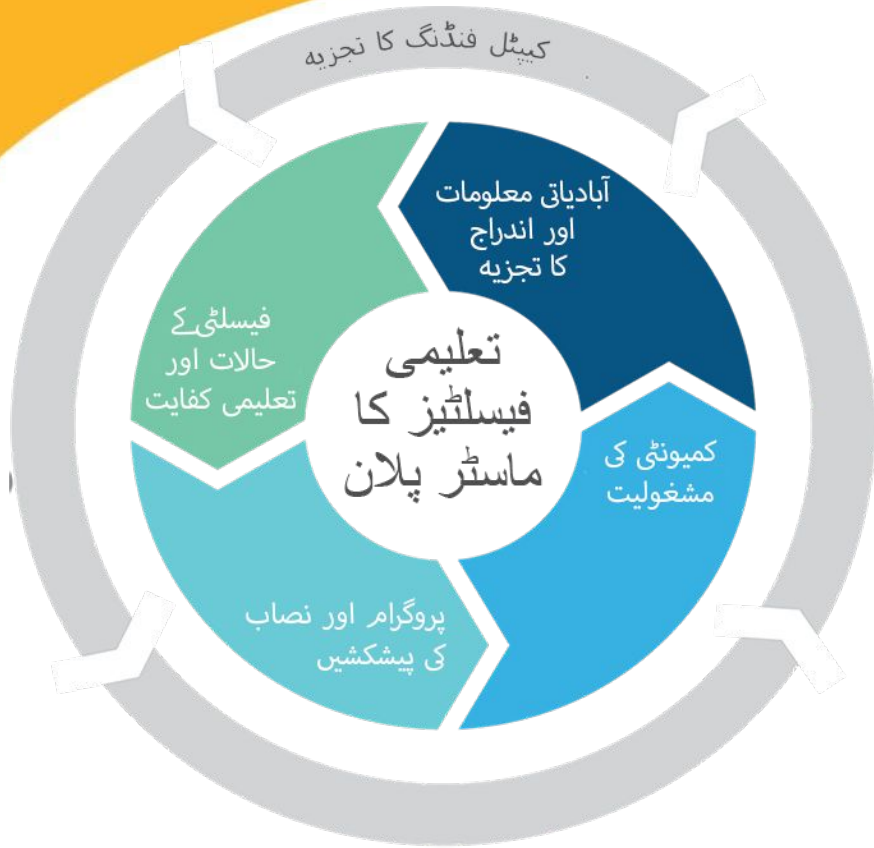 کیپٹل فنڈنگ کا تجزیہ
آبادیاتی معلومات
اور اندراج
کا تجزیہ
فیسلٹی کے
حالات اور
تعلیمی کفایت
تعلیمی
فیسلٹیز کا
ماسٹر پلان
کمیونٹی کی
مشغولیت
پروگرام اور نصاب
کی پیشکشیں